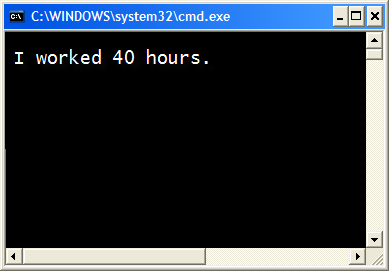 C:\WINDOWS\system32\cmd.exe
I worked 40 hours.